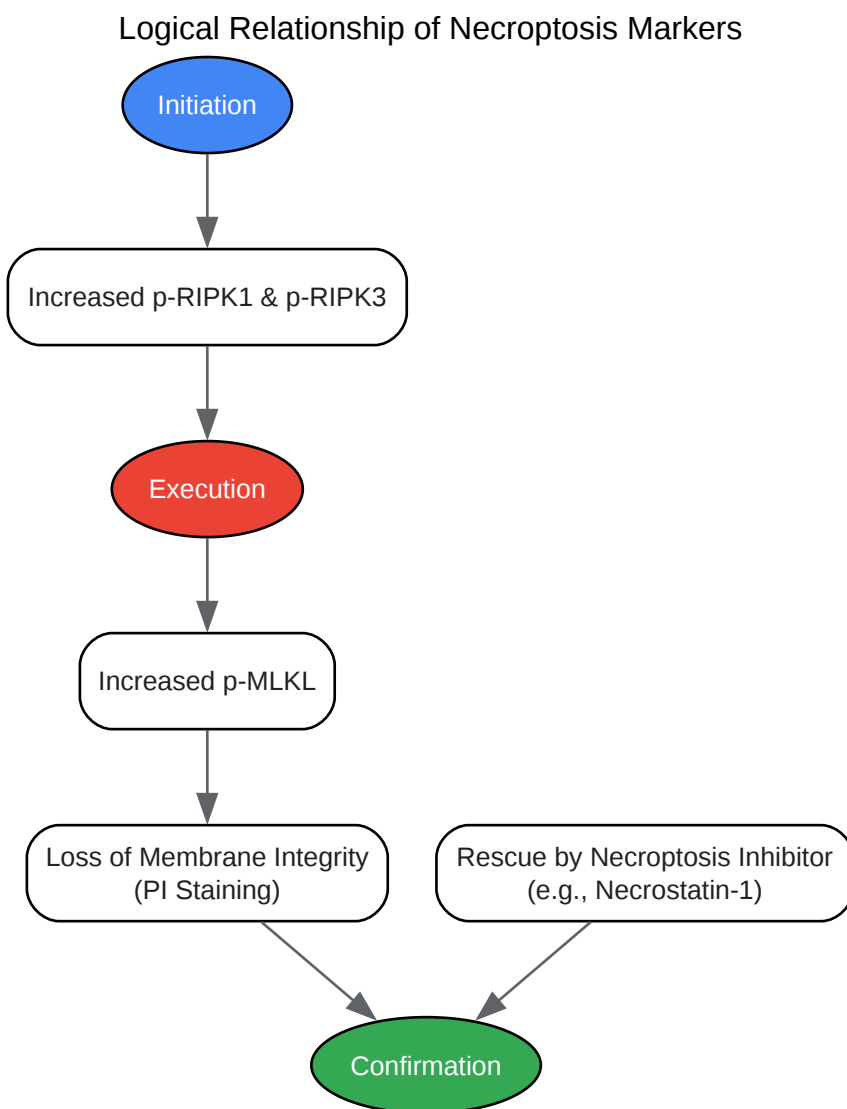 Logical Relationship of Necroptosis Markers
Initiation
Increased p-RIPK1 & p-RIPK3
Execution
Increased p-MLKL
Loss of Membrane Integrity
(PI Staining)
Rescue by Necroptosis Inhibitor
(e.g., Necrostatin-1)
Confirmation